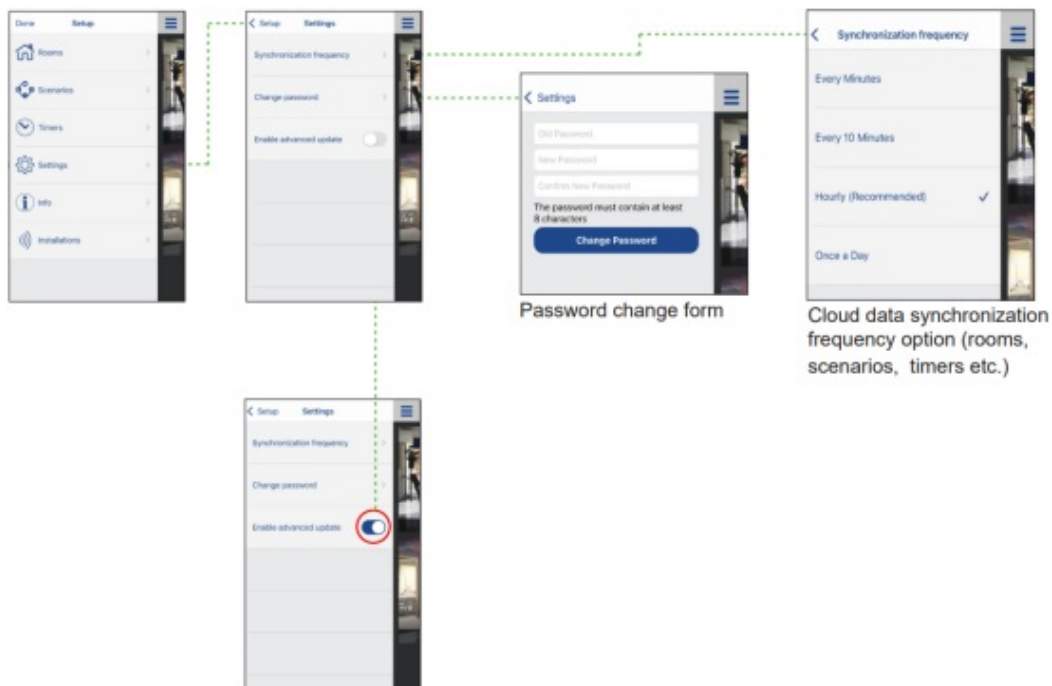 Done Setup
Rooms
Scenarios
Timers
Settings
Info
Installations
Setup Settings
Synchronization frequency
Change password
Enable advanced update
Settings
Old Password
New Password
Confirm New Password
The password must contain at least
8 characters
Change Password
Password change form
Synchronization frequency
Every Minutes
Every 10 Minutes
Hourly (Recommended)
Once a Day
Cloud data synchronization
frequency option (rooms,
scenarios, timers etc.)
Setup Settings
Synchronization frequency
Change password
Enable advanced update